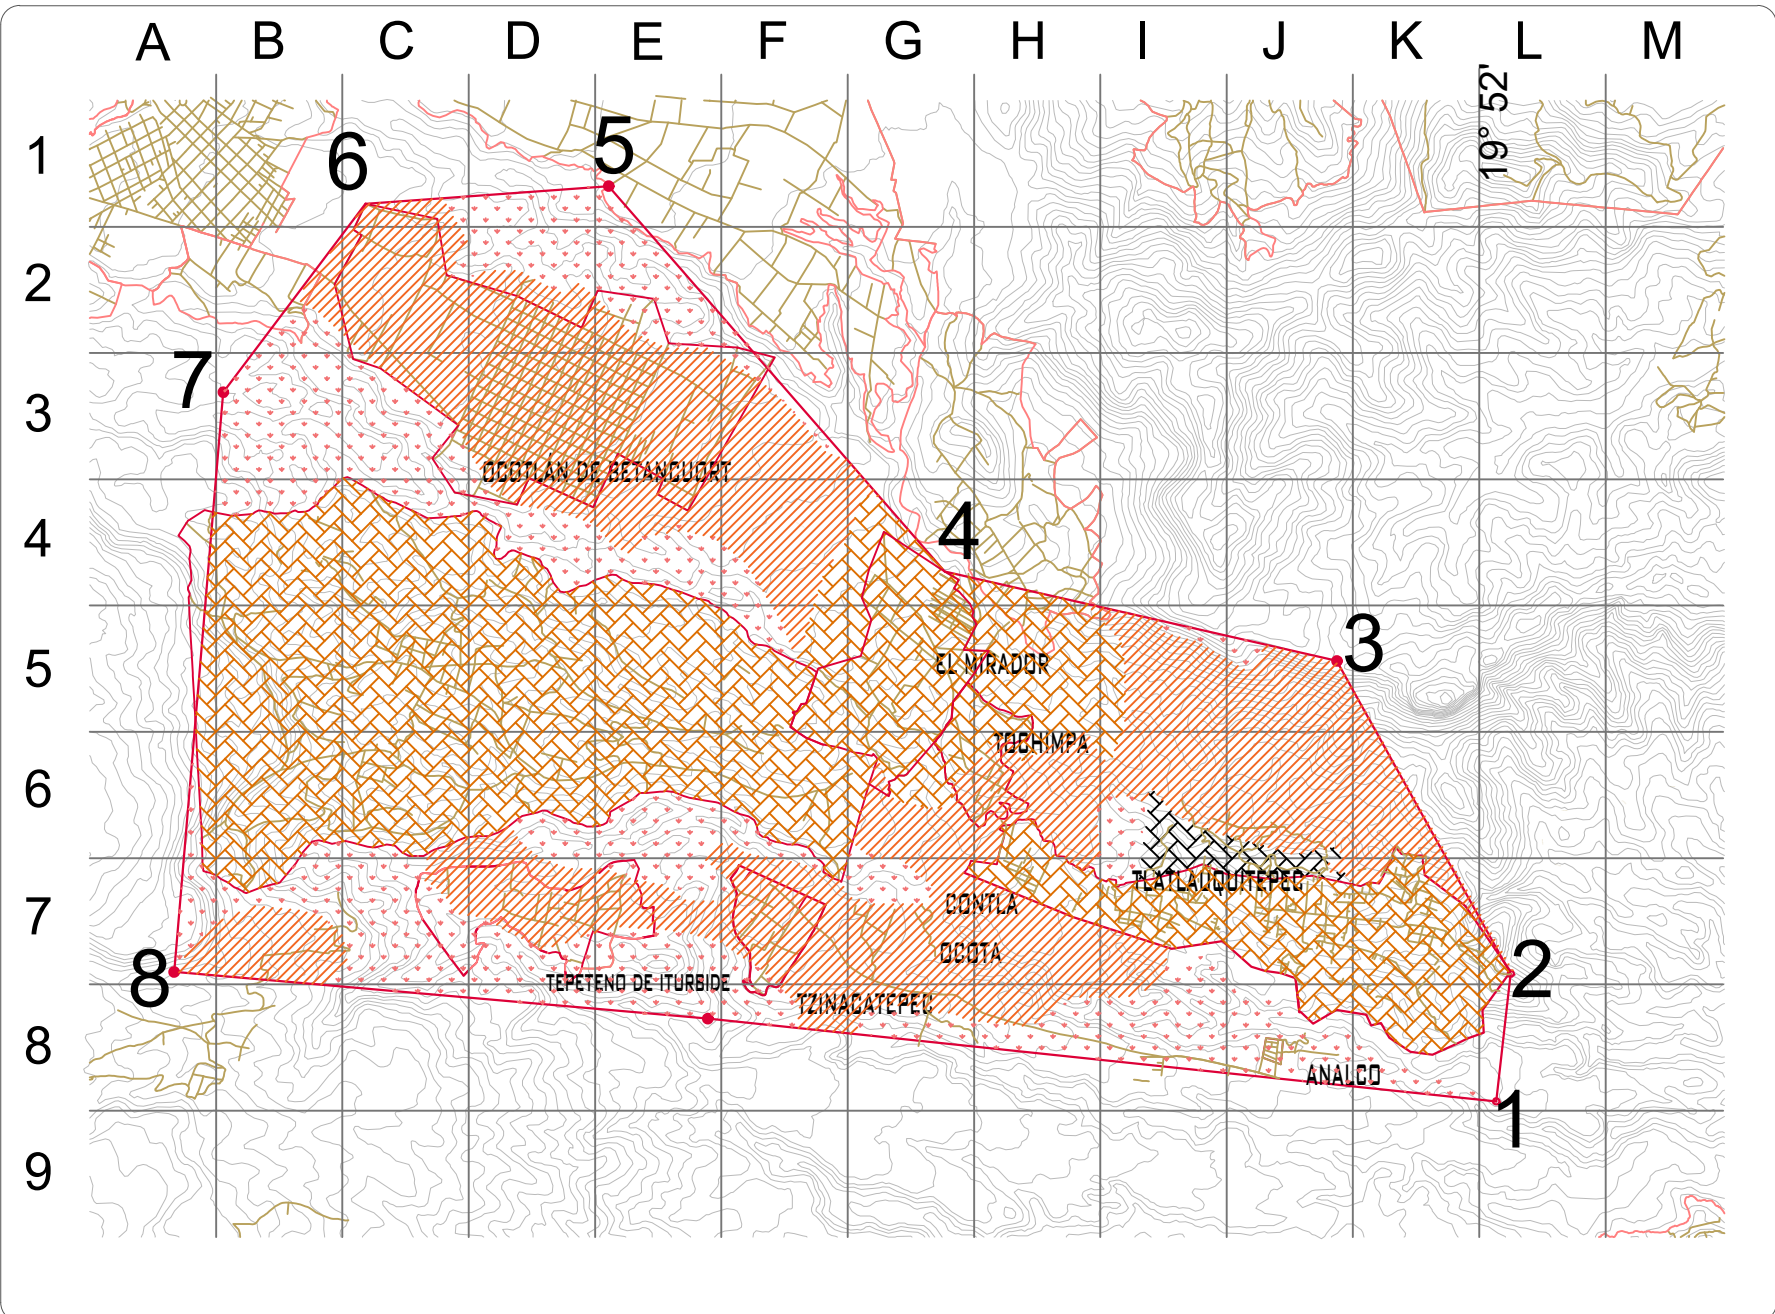 A B C D E F G H I J K L M
19° 52'
1
5
6
2
7
3
OCOTLÁN DE BETANCUORT
4
4
3
5
EL MIRADOR
TOCHIMPA
6
TLATLAUQUITEPEC
CONTLA
7
OCOTA
2
8
TEPETENO DE ITURBIDE
TZINACATEPEC
8
ANALCO
1
9